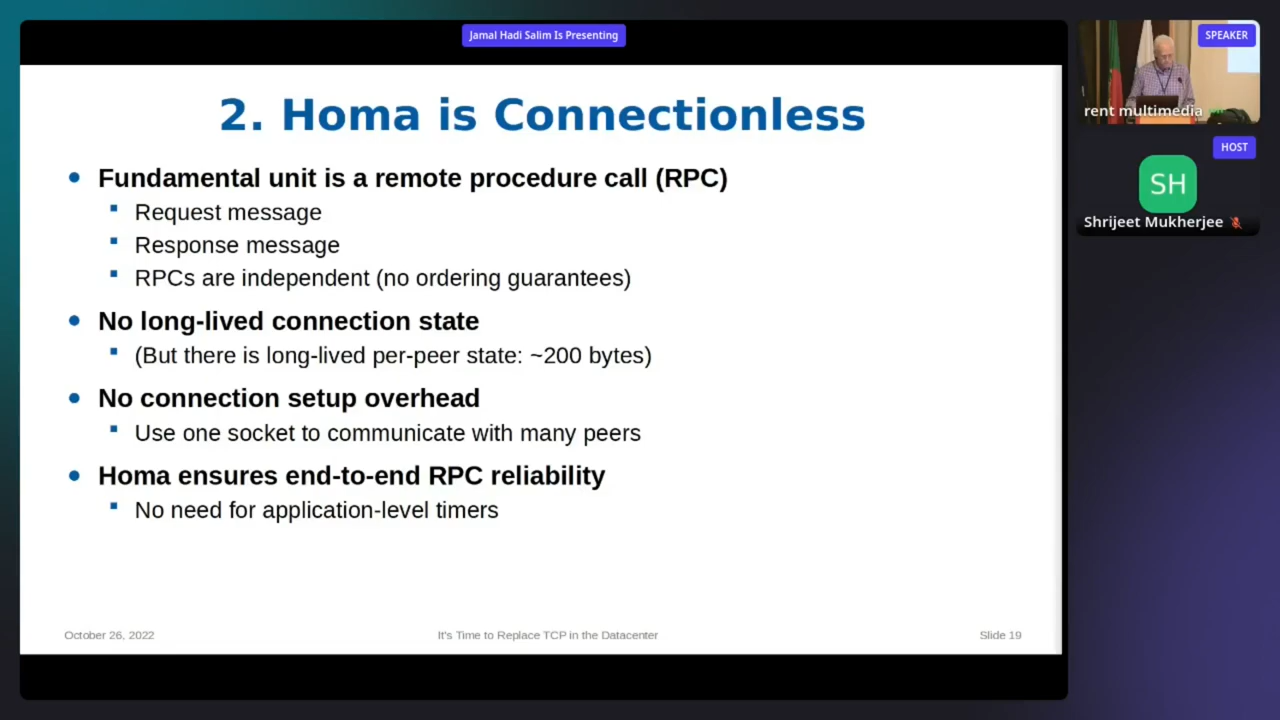 Jamal Hadi Salim Is Presenting
2. Homa is Connectionless
Fundamental unit is a remote procedure call (RPC)
Request message
Response message
RPCs are independent (no ordering guarantees)
No long-lived connection state
(But there is long-lived per-peer state: ~200 bytes)
No connection setup overhead
Use one socket to communicate with many peers
Homa ensures end-to-end RPC reliability
No need for application-level timers
October 26, 2022
It's Time to Replace TCP in the Datacenter
Slide 19
SPEAKER
rent multimedia
HOST
SH
Shrijeet Mukherjee